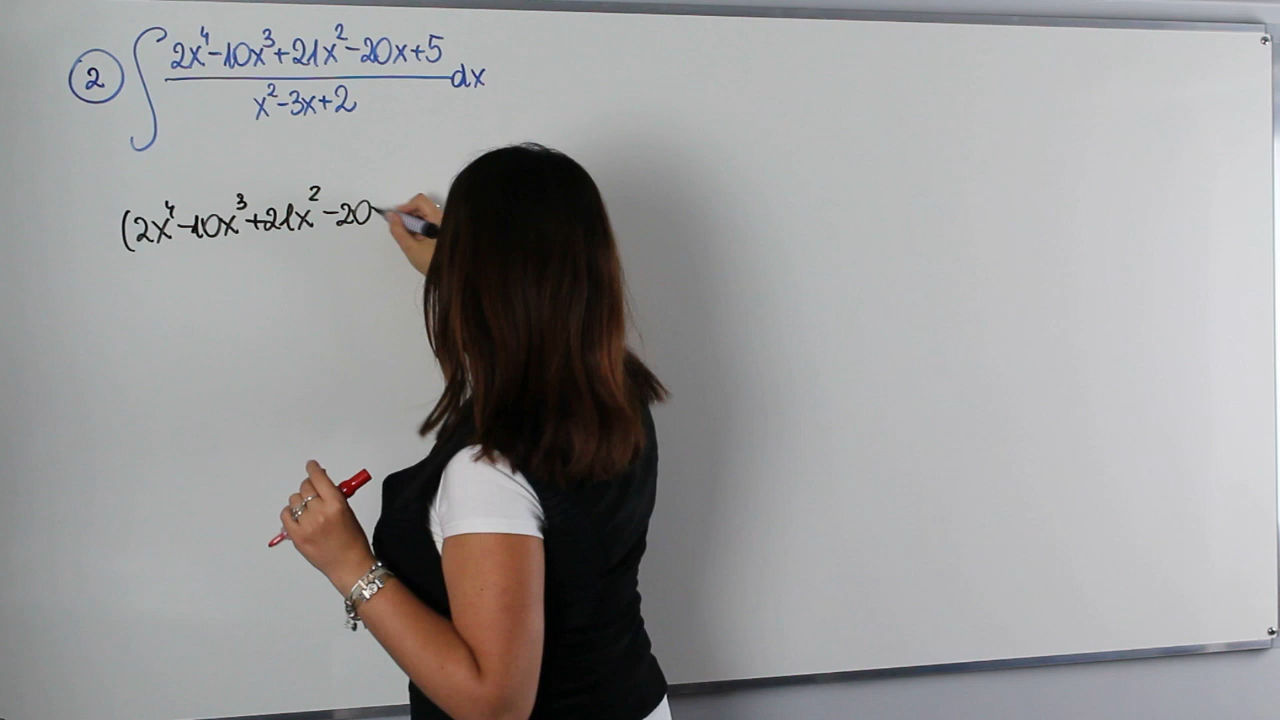 ② ∫ 2x⁴-10x³+21x²-20x+5
x²-3x+2 dx
(2x⁴-10x³+21x²-20